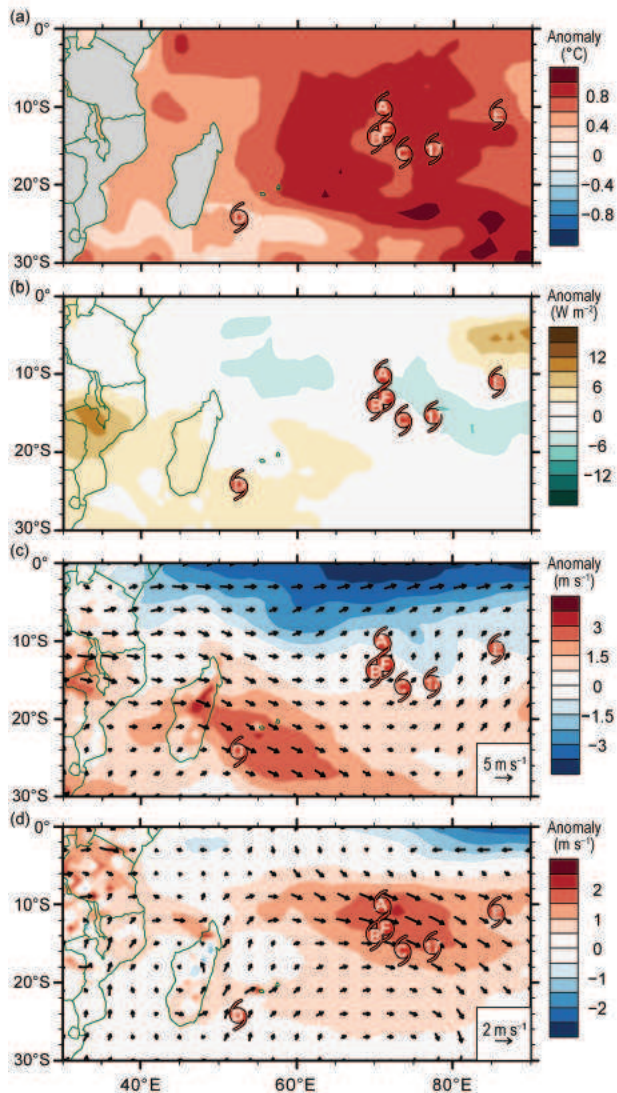 (a)
0°
10°S
20°S
30°S
Anomaly
(°C)
0.8
0.4
0
−0.4
−0.8
(b)
0°
10°S
20°S
30°S
Anomaly
(W m−2)
12
6
0
−6
−12
(c)
0°
10°S
20°S
30°S
5 m s−1
Anomaly
(m s−1)
3
1.5
0
−1.5
−3
(d)
0°
10°S
20°S
30°S
2 m s−1
Anomaly
(m s−1)
2
1
0
−1
−2
40°E
60°E
80°E